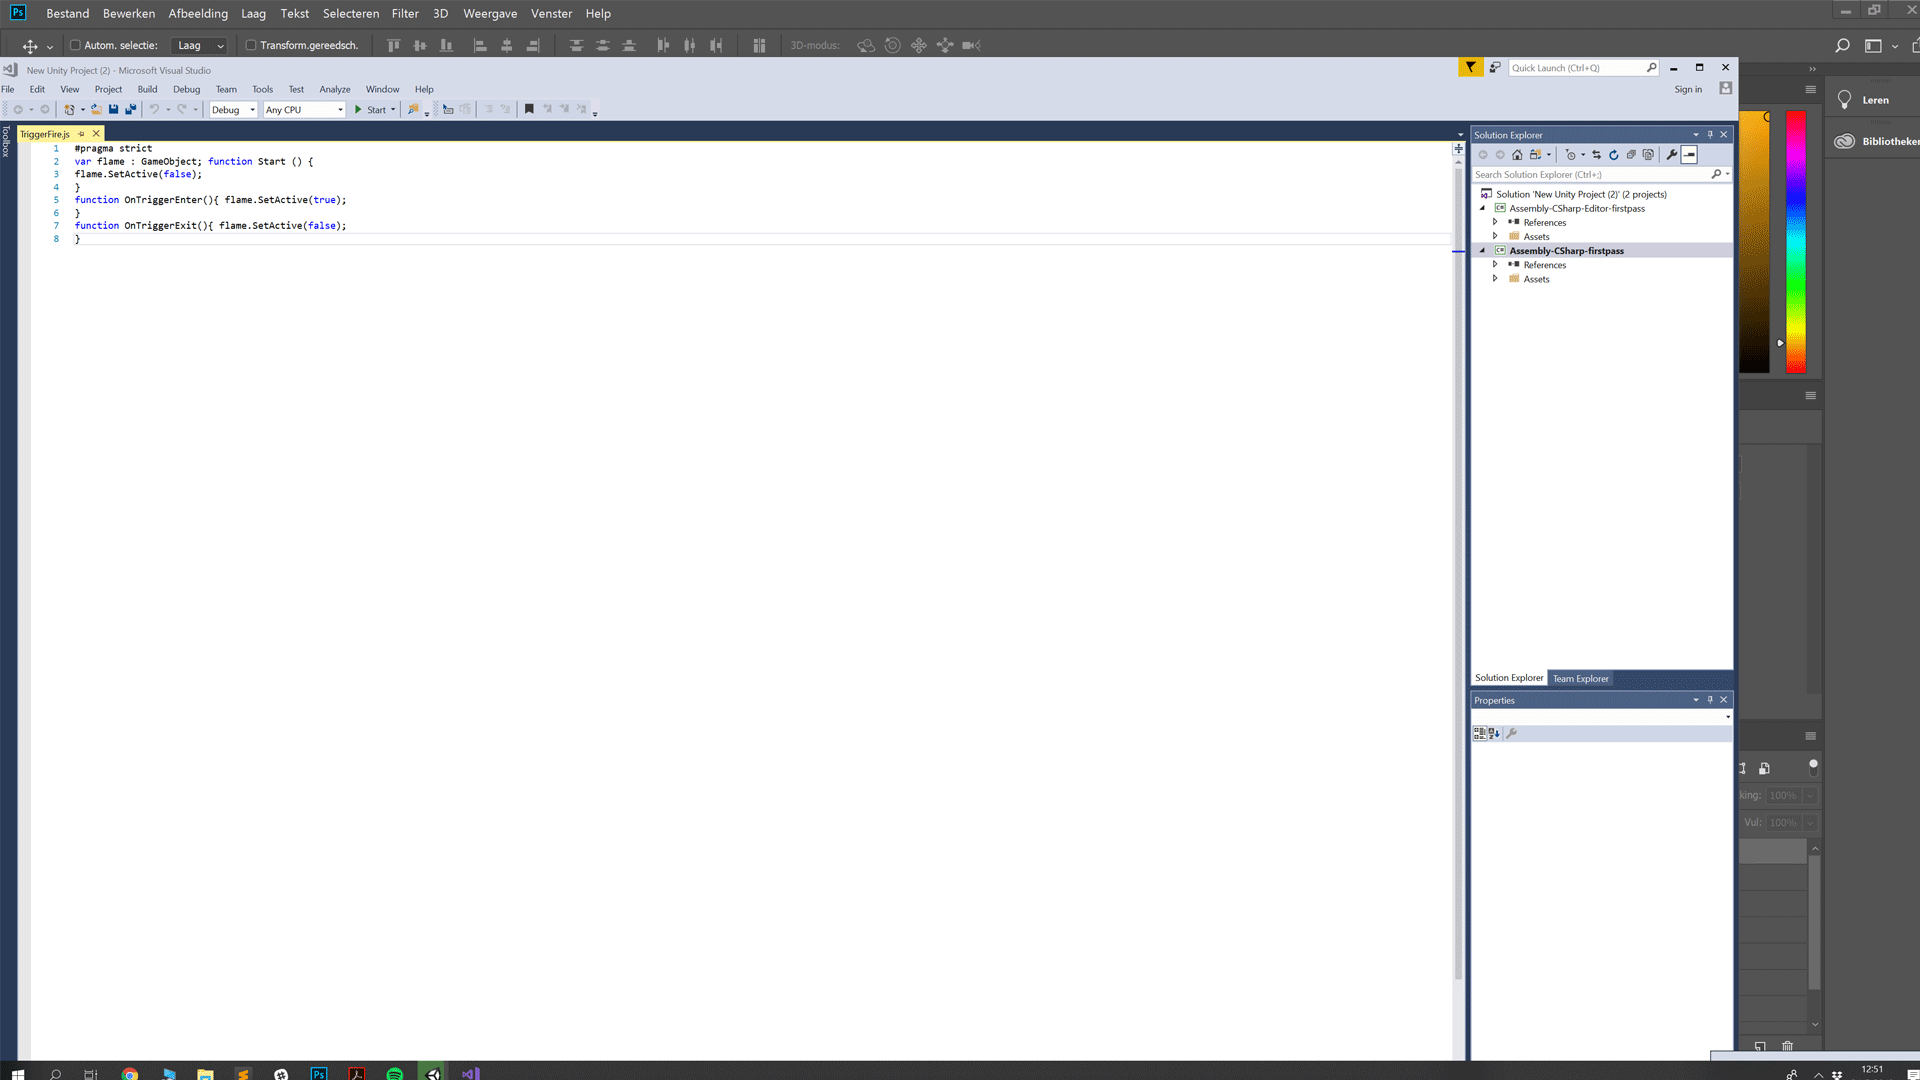 Ps Bestand Bewerken Afbeelding Laag Tekst Selecteren Filter 3D Weergave Venster Help
Autom. selectie: Laag Transform.gereedsch. 3D-modus:
New Unity Project (2) - Microsoft Visual Studio
Quick Launch (Ctrl+Q)
File Edit View Project Build Debug Team Tools Test Analyze Window Help
Sign in
Debug Any CPU Start
Toolbox
TriggerFire.js
1 #pragma strict
2 var flame : GameObject; function Start () {
3 flame.SetActive(false);
4 }
5 function OnTriggerEnter(){ flame.SetActive(true);
6 }
7 function OnTriggerExit(){ flame.SetActive(false);
8 }
Solution Explorer
Search Solution Explorer (Ctrl+;)
Solution 'New Unity Project (2)' (2 projects)
C# Assembly-CSharp-Editor-firstpass
References
Assets
C# Assembly-CSharp-firstpass
References
Assets
Solution Explorer Team Explorer
Properties
Leren
Bibliotheken
king: 100%
Vul: 100%
Ps
12:51